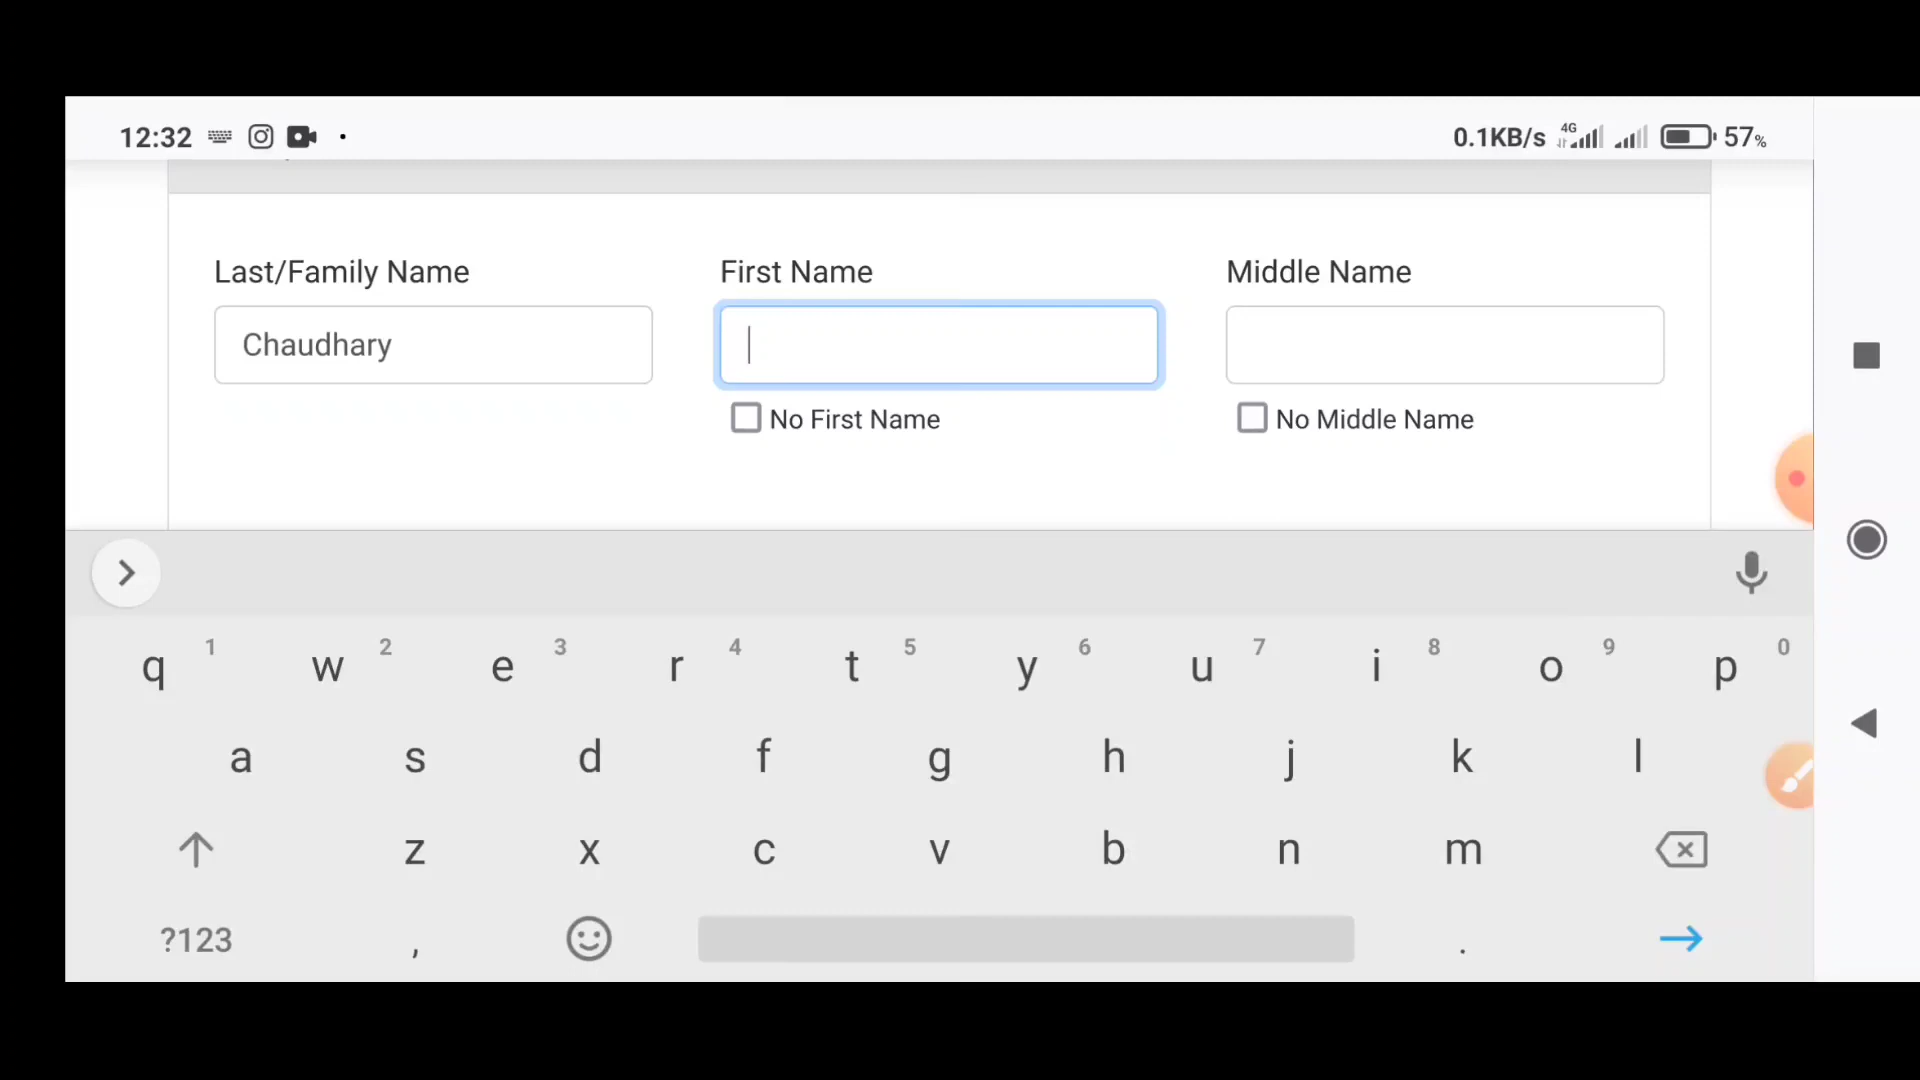 12:32 0.1KB/s 4G 57%
Last/Family Name First Name Middle Name
Chaudhary
No First Name No Middle Name
q 1 w 2 e 3 r 4 t 5 y 6 u 7 i 8 o 9 p 0
a s d f g h j k l
z x c v b n m
?123 , .